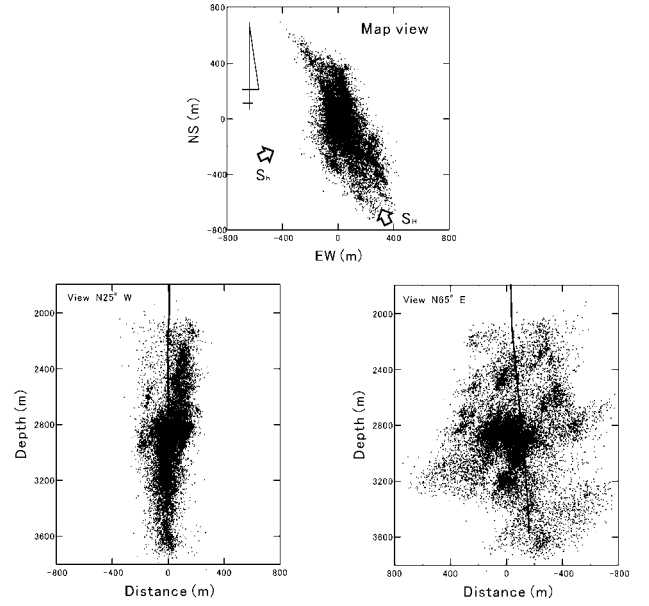 Map view
800
400
0
-400
-800
NS (m)
Sh
SH
-800 -400 0 400 800
EW (m)
View N25° W
2000
2400
2800
3200
3600
Depth (m)
-800 -400 0 400 800
Distance (m)
View N65° E
2000
2400
2800
3200
3600
Depth (m)
800 400 0 -400 -800
Distance (m)